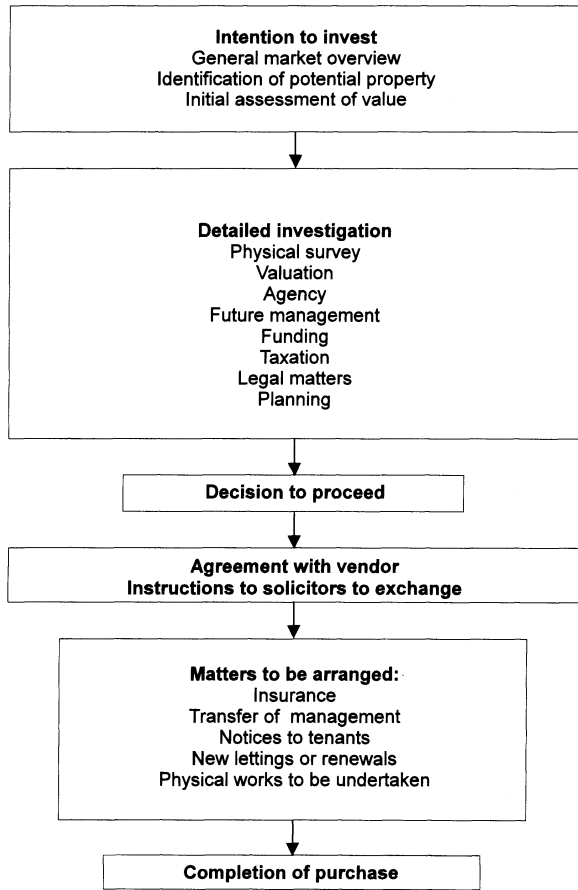 Intention to invest
General market overview
Identification of potential property
Initial assessment of value
Detailed investigation
Physical survey
Valuation
Agency
Future management
Funding
Taxation
Legal matters
Planning
Decision to proceed
Agreement with vendor
Instructions to solicitors to exchange
Matters to be arranged:
Insurance
Transfer of management
Notices to tenants
New lettings or renewals
Physical works to be undertaken
Completion of purchase